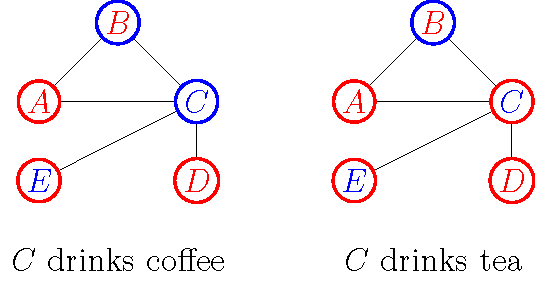 B B
A C A C
E D E D
C drinks coffee C drinks tea